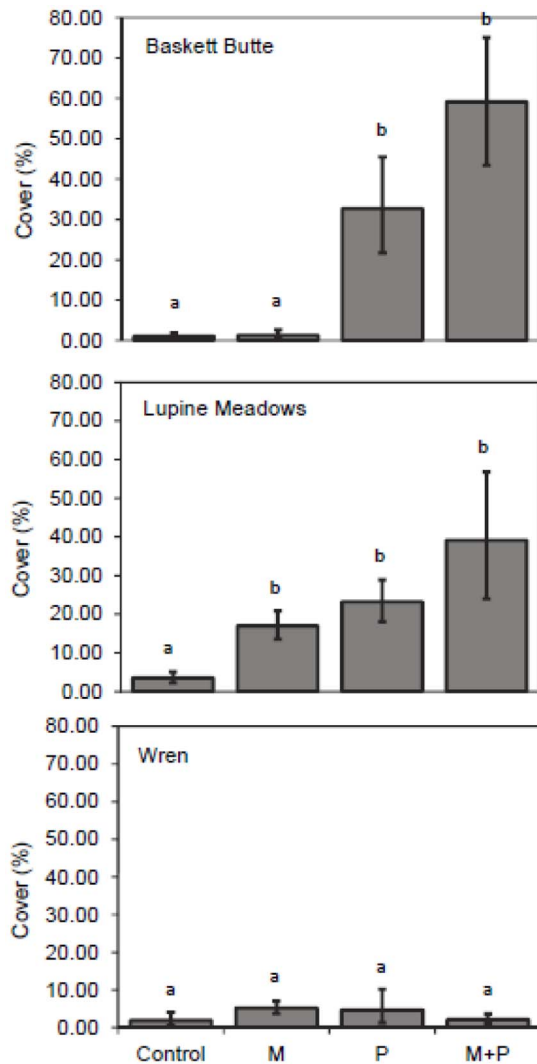 80.00
b
70.00
Baskett Butte
60.00
b
50.00
Cover (%)
40.00
30.00
20.00
10.00
a
a
0.00
80.00
Lupine Meadows
70.00
60.00
b
50.00
Cover (%)
40.00
b
30.00
b
20.00
a
10.00
0.00
80.00
Wren
70.00
60.00
50.00
Cover (%)
40.00
30.00
20.00
a
a
a
a
10.00
0.00
Control M P M+P